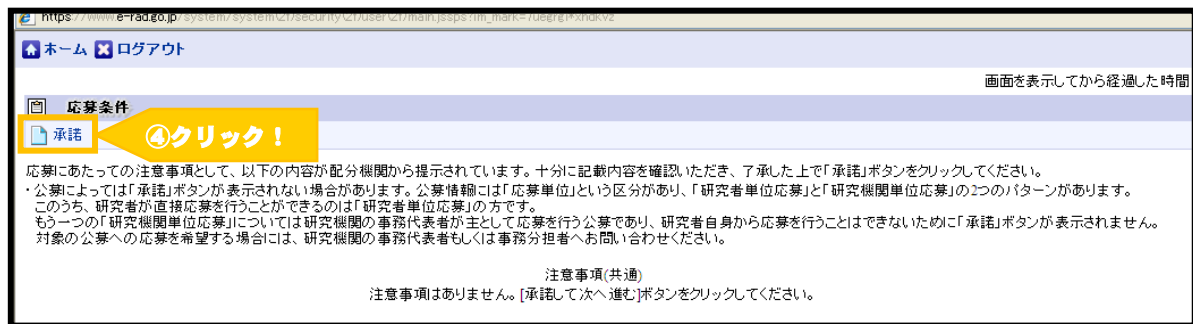 https://www.e-rad.go.jp/system/system(2f)security(2f)user(2f)main.jssps?im_mark=
ホーム ログアウト
画面を表示してから経過した時間
応募条件
承諾
④クリック！
応募にあたっての注意事項として、以下の内容が配分機関から提示されています。十分に記載内容を確認いただき、了承した上で「承諾」ボタンをクリックしてください。
・公募によっては「承諾」ボタンが表示されない場合があります。公募情報には「応募単位」という区分があり、「研究者単位応募」と「研究機関単位応募」の2つのパターンがあります。
このうち、研究者が直接応募を行うことができるのは「研究者単位応募」の方です。
もう一つの「研究機関単位応募」については研究機関の事務代表者が主として応募を行う公募であり、研究者自身から応募を行うことはできないために「承諾」ボタンが表示されません。
対象の公募への応募を希望する場合には、研究機関の事務代表者もしくは事務分担者へお問い合わせください。
注意事項(共通)
注意事項はありません。[承諾して次へ進む]ボタンをクリックしてください。